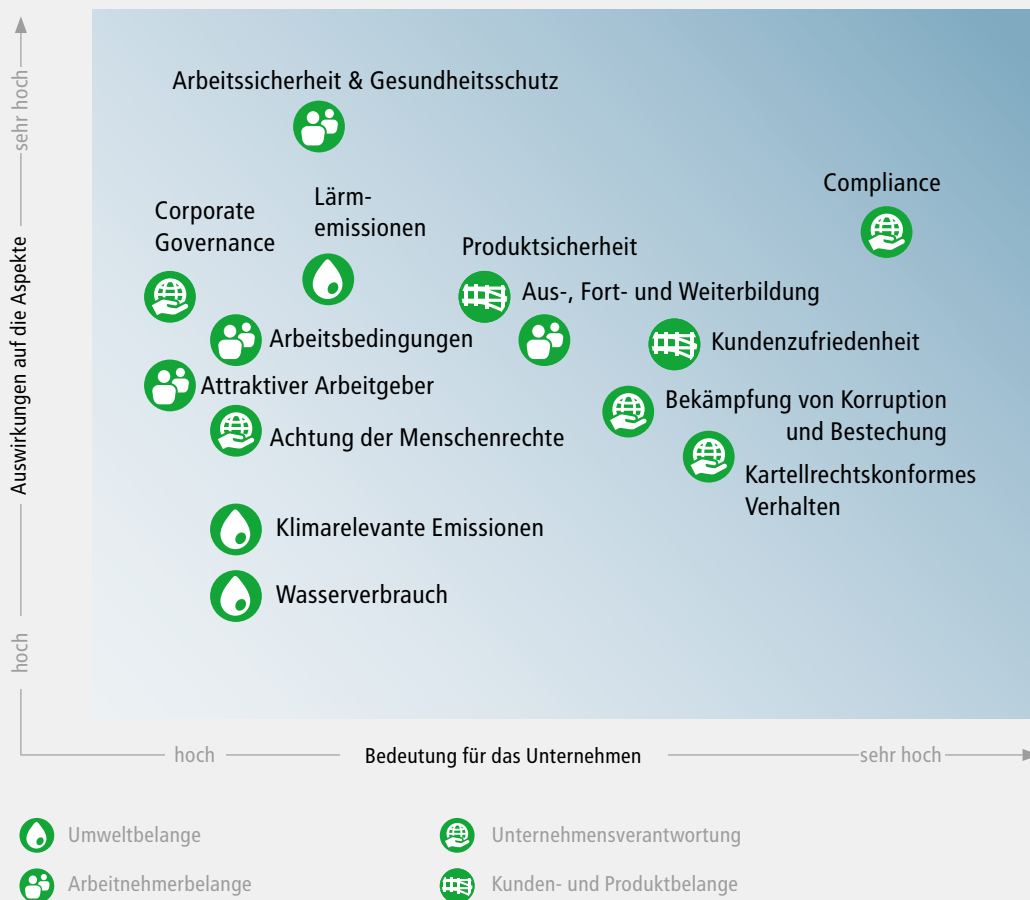 sehr hoch
Auswirkungen auf die Aspekte
hoch
Arbeitssicherheit & Gesundheitsschutz
Compliance
Lärm-
emissionen
Corporate
Governance
Produktsicherheit
Aus-, Fort- und Weiterbildung
Arbeitsbedingungen
Kundenzufriedenheit
Attraktiver Arbeitgeber
Bekämpfung von Korruption
und Bestechung
Achtung der Menschenrechte
Kartellrechtskonformes
Verhalten
Klimarelevante Emissionen
Wasserverbrauch
hoch
Bedeutung für das Unternehmen
sehr hoch
Umweltbelange
Unternehmensverantwortung
Arbeitnehmerbelange
Kunden- und Produktbelange